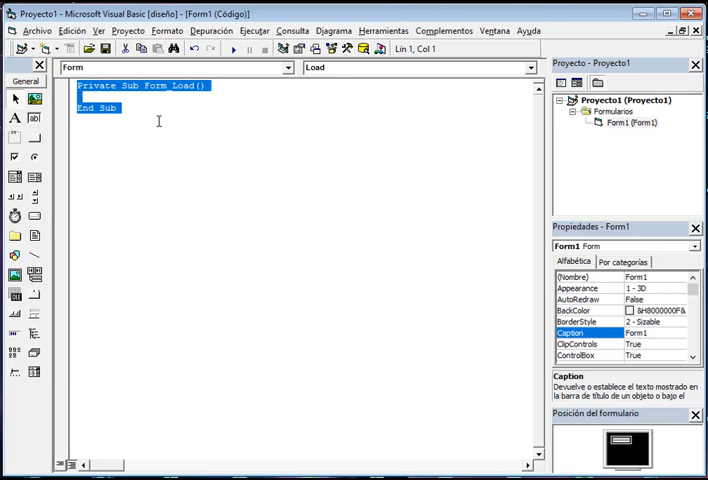 Proyecto1 - Microsoft Visual Basic [diseño] - [Form1 (Código)]
Archivo Edición Ver Proyecto Formato Depuración Ejecutar Consulta Diagrama Herramientas Complementos Ventana Ayuda
Lín 1, Col 1
General
Form Load
Private Sub Form_Load()
End Sub
Proyecto - Proyecto1
Proyecto1 (Proyecto1)
Formularios
Form1 (Form1)
Propiedades - Form1
Form1 Form
Alfabética Por categorías
(Nombre) Form1
Appearance 1 - 3D
AutoRedraw False
BackColor &H8000000F&
BorderStyle 2 - Sizable
Caption Form1
ClipControls True
ControlBox True
Caption
Devuelve o establece el texto mostrado en
la barra de título de un objeto o bajo el
Posición del formulario